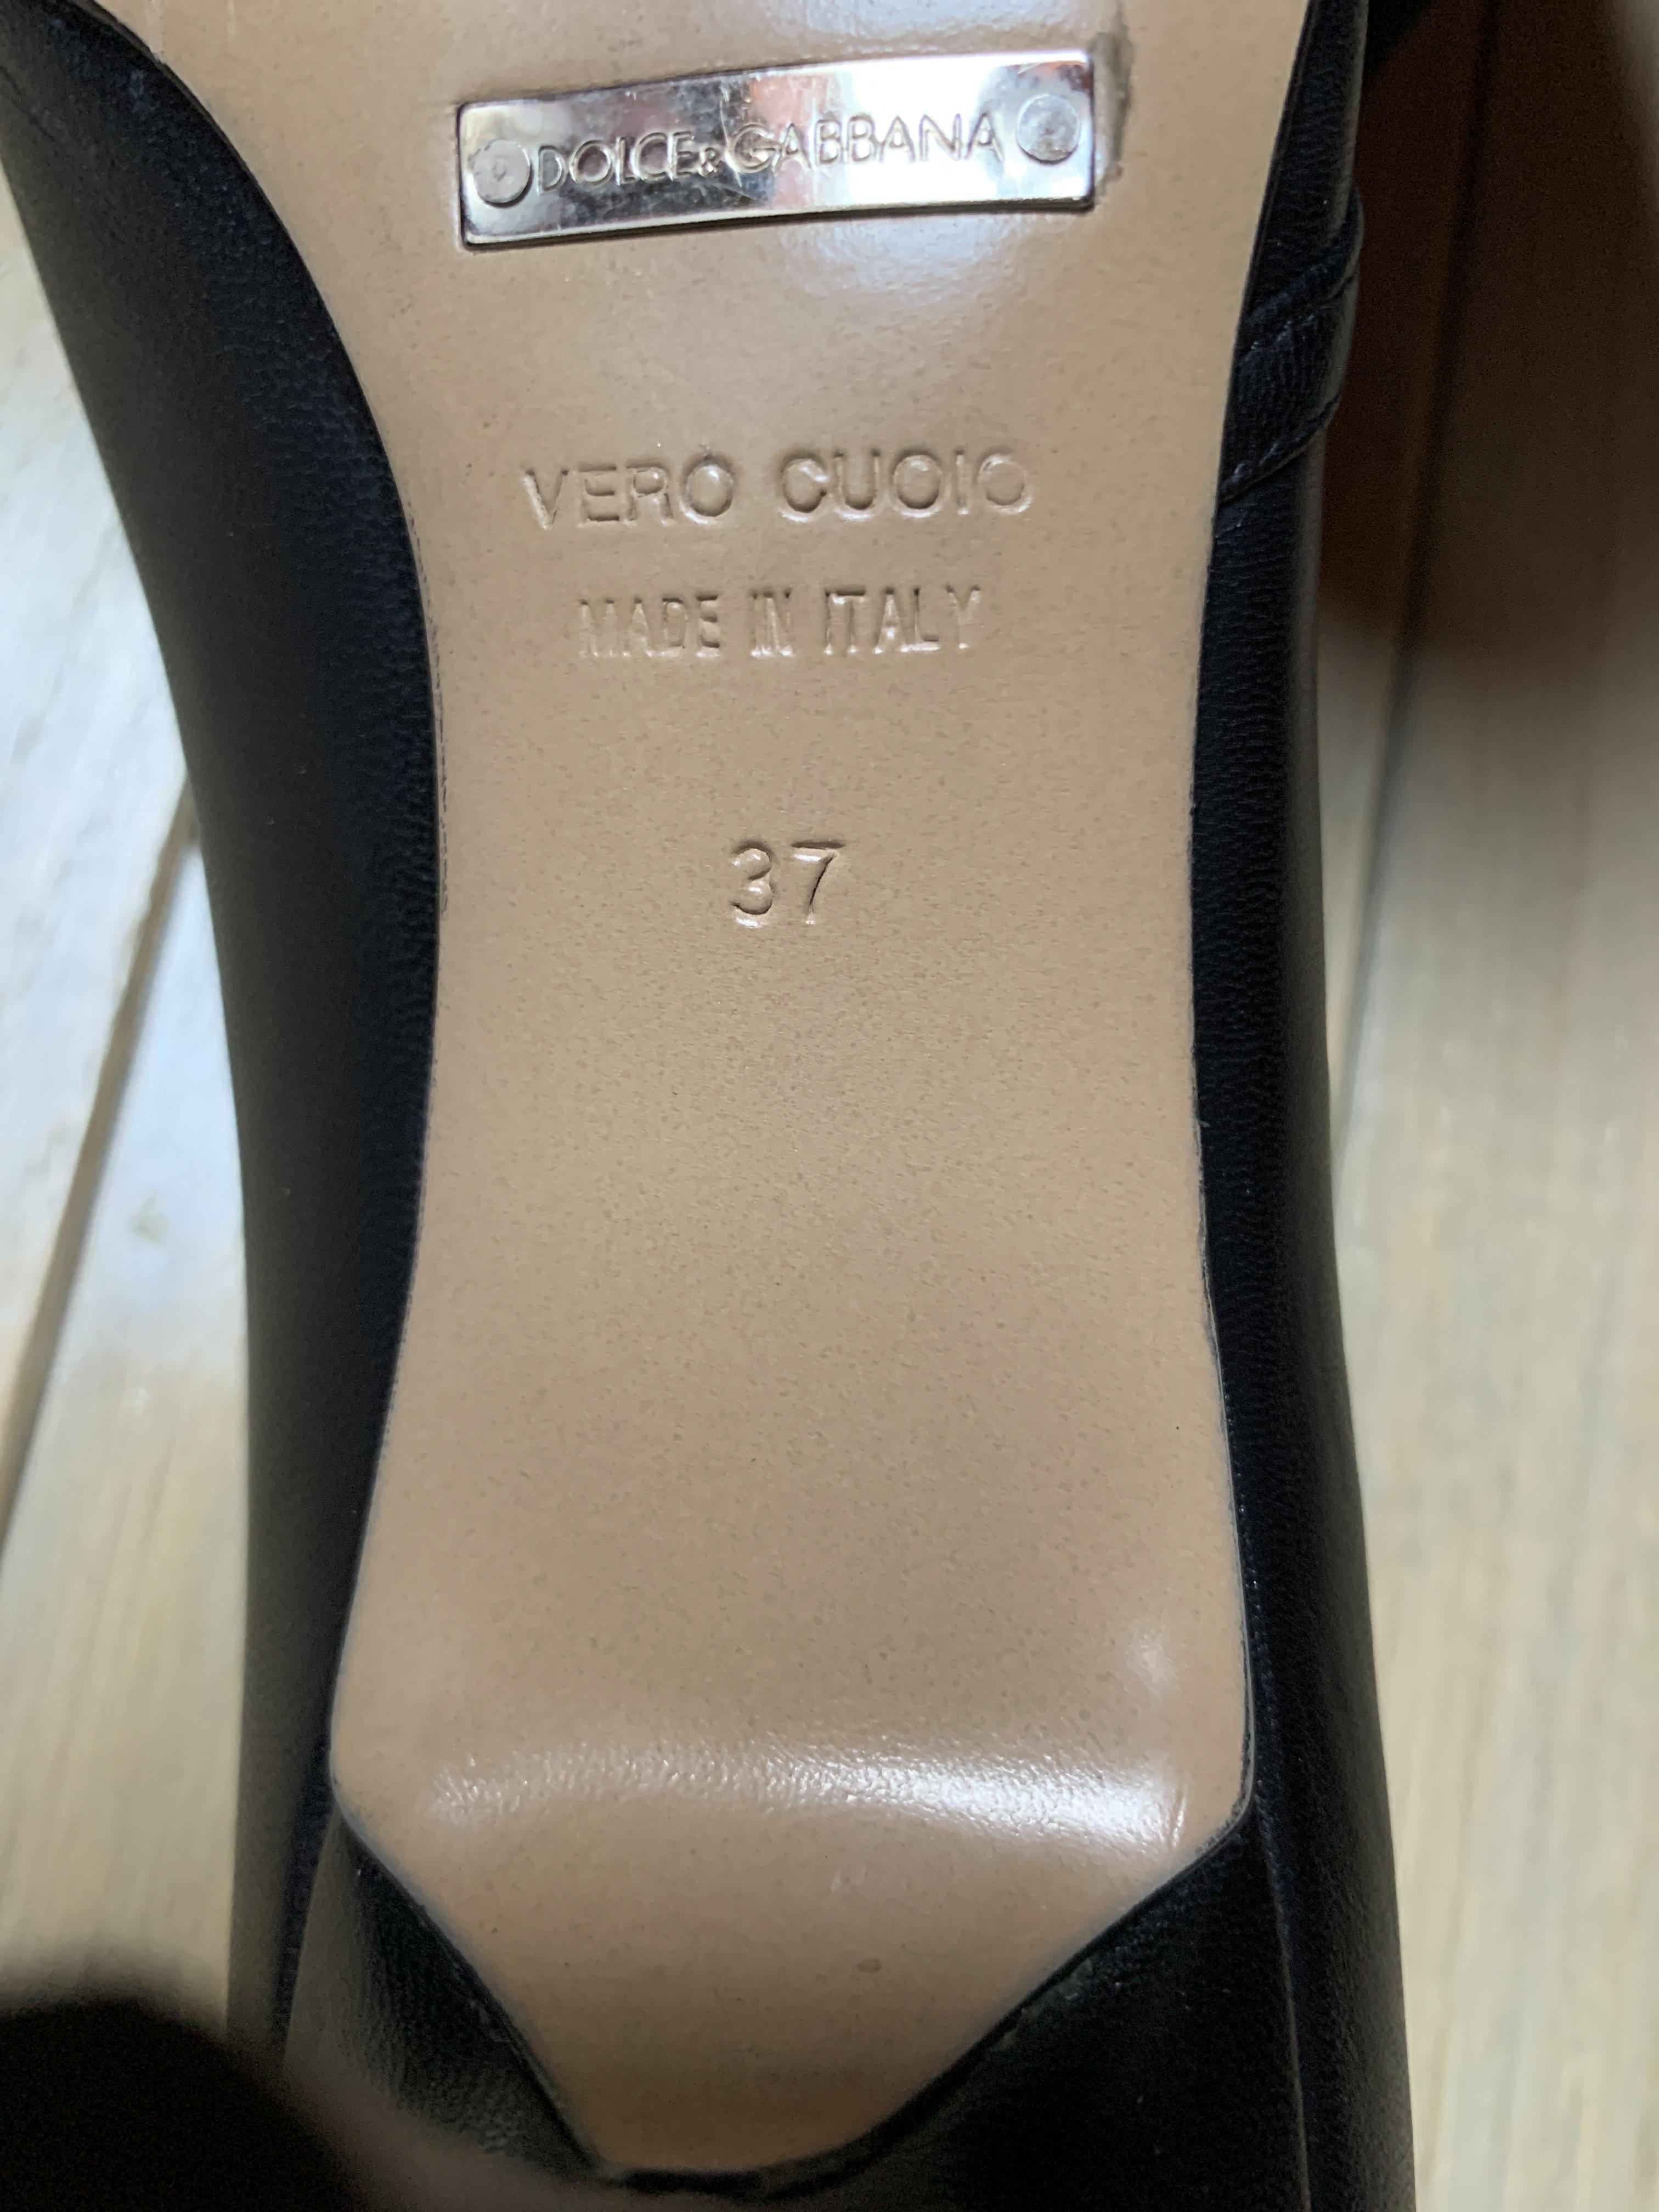 DOLCE&GABBANA
VERO CUOIO
MADE IN ITALY
37